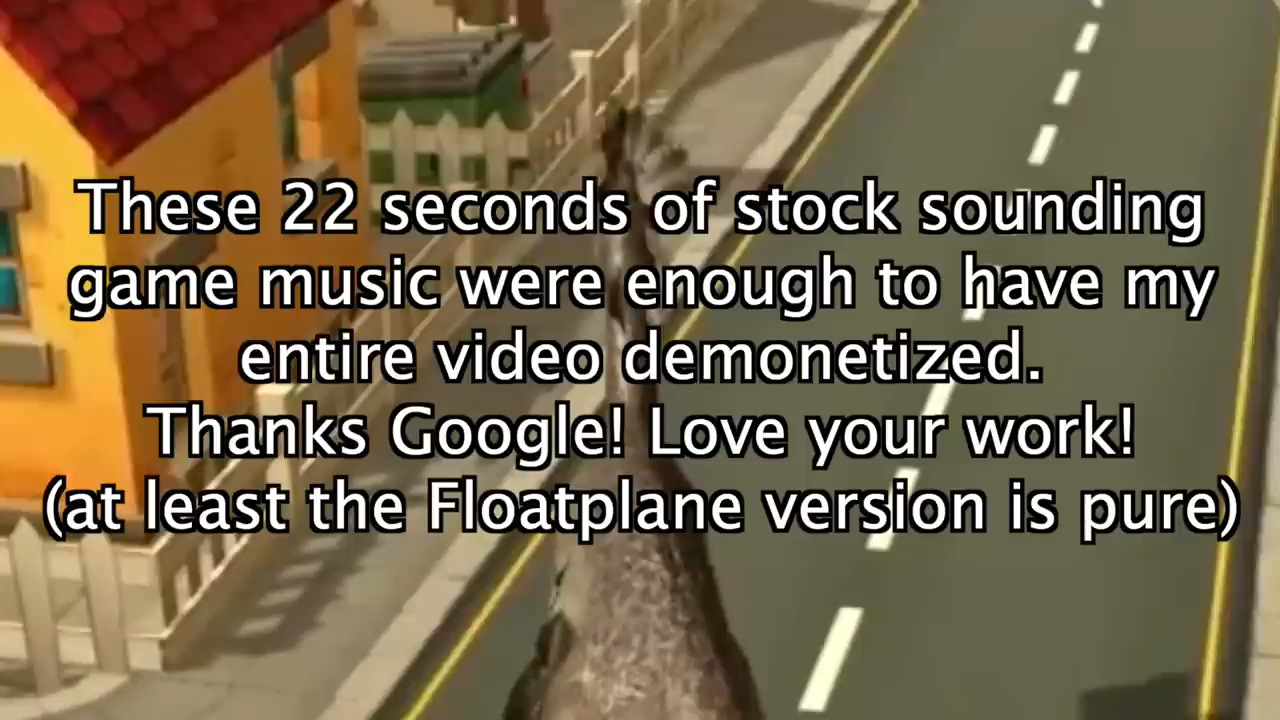 These 22 seconds of stock sounding
game music were enough to have my
entire video demonetized.
Thanks Google! Love your work!
(at least the Floatplane version is pure)